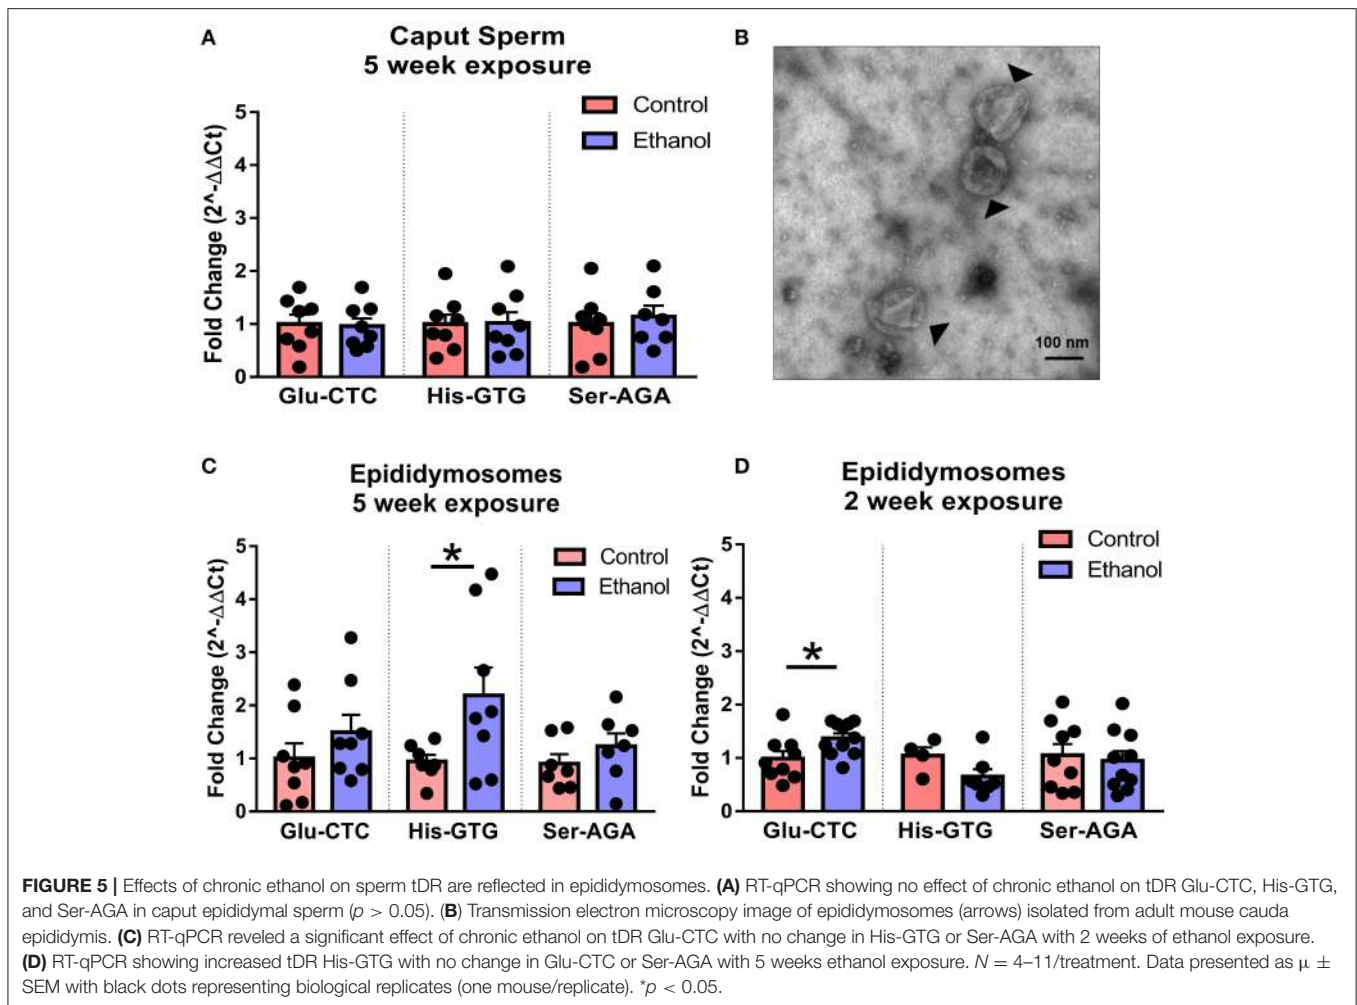 A
Caput Sperm
5 week exposure
Control
Ethanol
Fold Change (2^-ΔΔCt)
5
4
3
2
1
0
Glu-CTC His-GTG Ser-AGA
B
100 nm
C
Epididymosomes
5 week exposure
Control
Ethanol
Fold Change (2^-ΔΔCt)
5
4
3
2
1
0
*
Glu-CTC His-GTG Ser-AGA
D
Epididymosomes
2 week exposure
Control
Ethanol
Fold Change (2^-ΔΔCt)
5
4
3
2
1
0
*
Glu-CTC His-GTG Ser-AGA
FIGURE 5 | Effects of chronic ethanol on sperm tDR are reflected in epididymosomes. (A) RT-qPCR showing no effect of chronic ethanol on tDR Glu-CTC, His-GTG,
and Ser-AGA in caput epididymal sperm (p > 0.05). (B) Transmission electron microscopy image of epididymosomes (arrows) isolated from adult mouse cauda
epididymis. (C) RT-qPCR reveled a significant effect of chronic ethanol on tDR Glu-CTC with no change in His-GTG or Ser-AGA with 2 weeks of ethanol exposure.
(D) RT-qPCR showing increased tDR His-GTG with no change in Glu-CTC or Ser-AGA with 5 weeks ethanol exposure. N = 4–11/treatment. Data presented as μ ±
SEM with black dots representing biological replicates (one mouse/replicate). *p < 0.05.